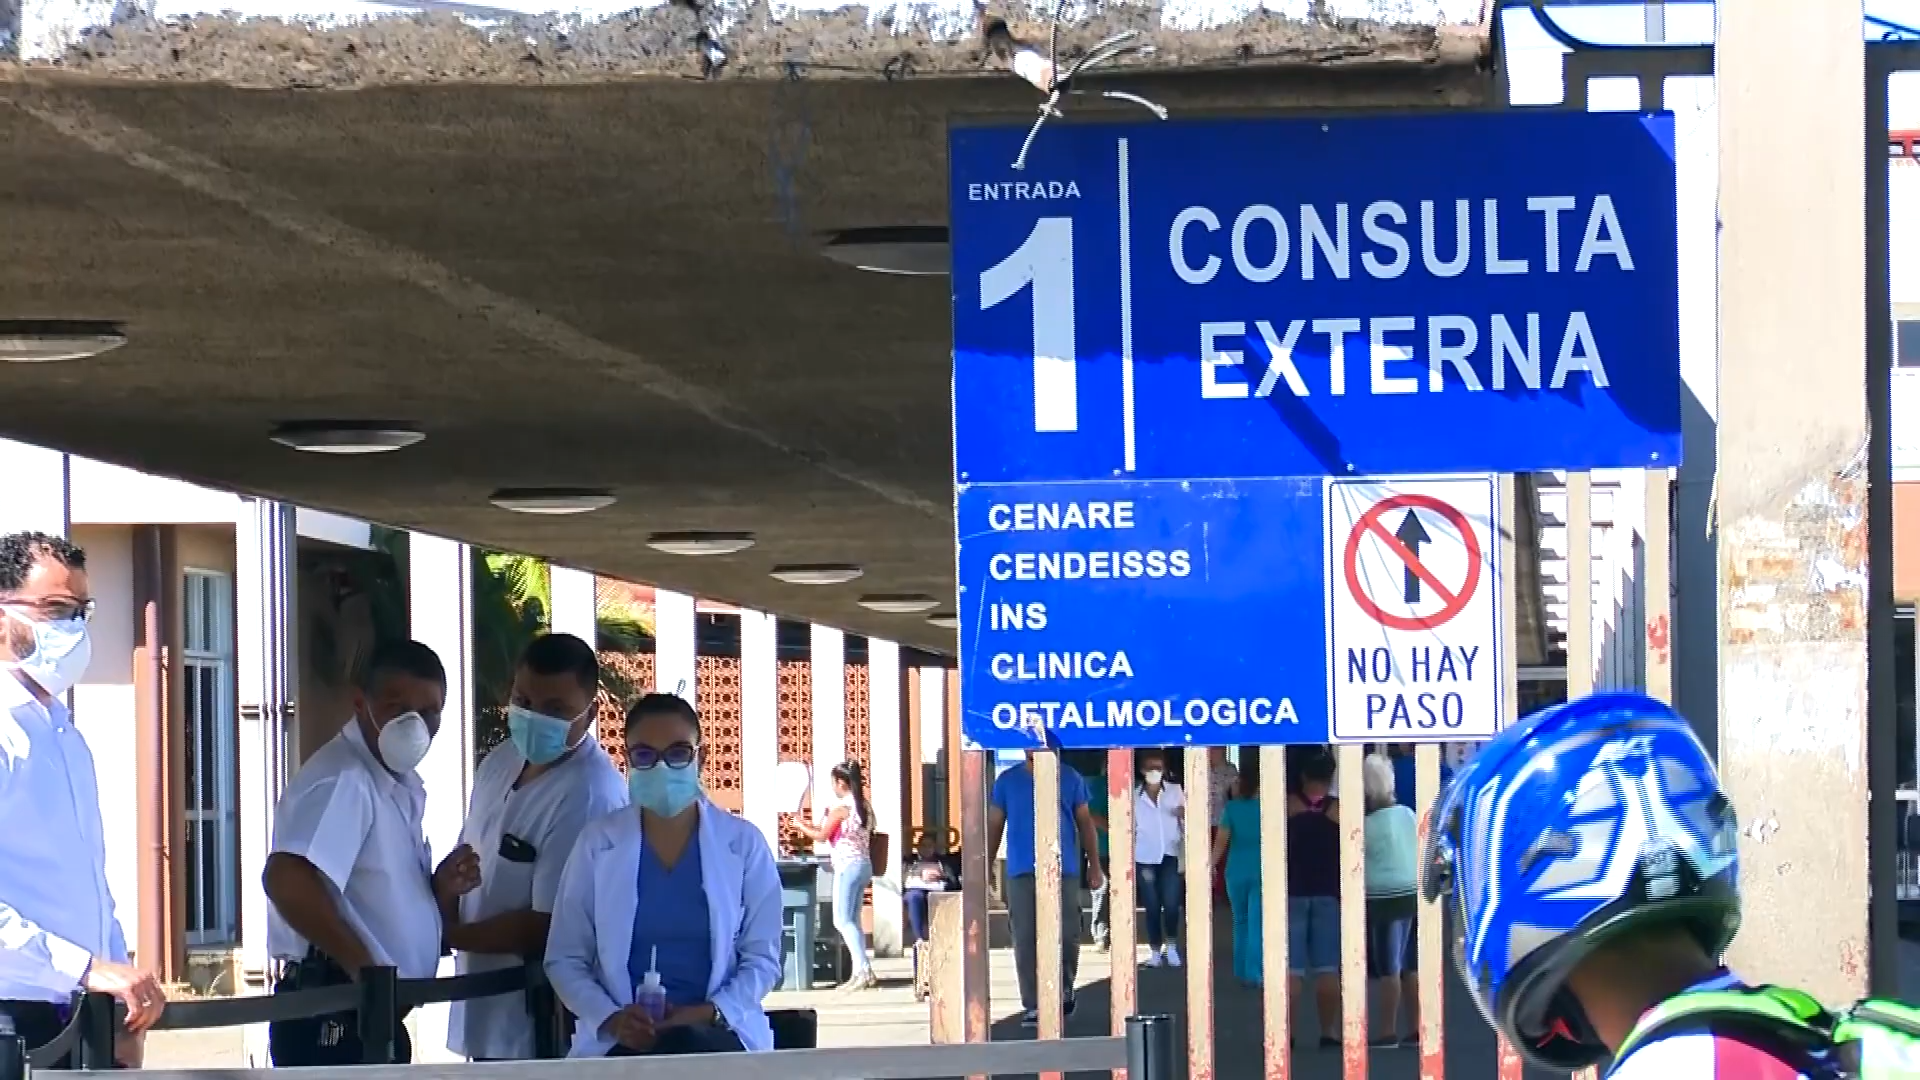 ENTRADA
1
CONSULTA
EXTERNA
CENARE
CENDEISSS
INS
CLINICA
OFTALMOLOGICA
NO HAY
PASO